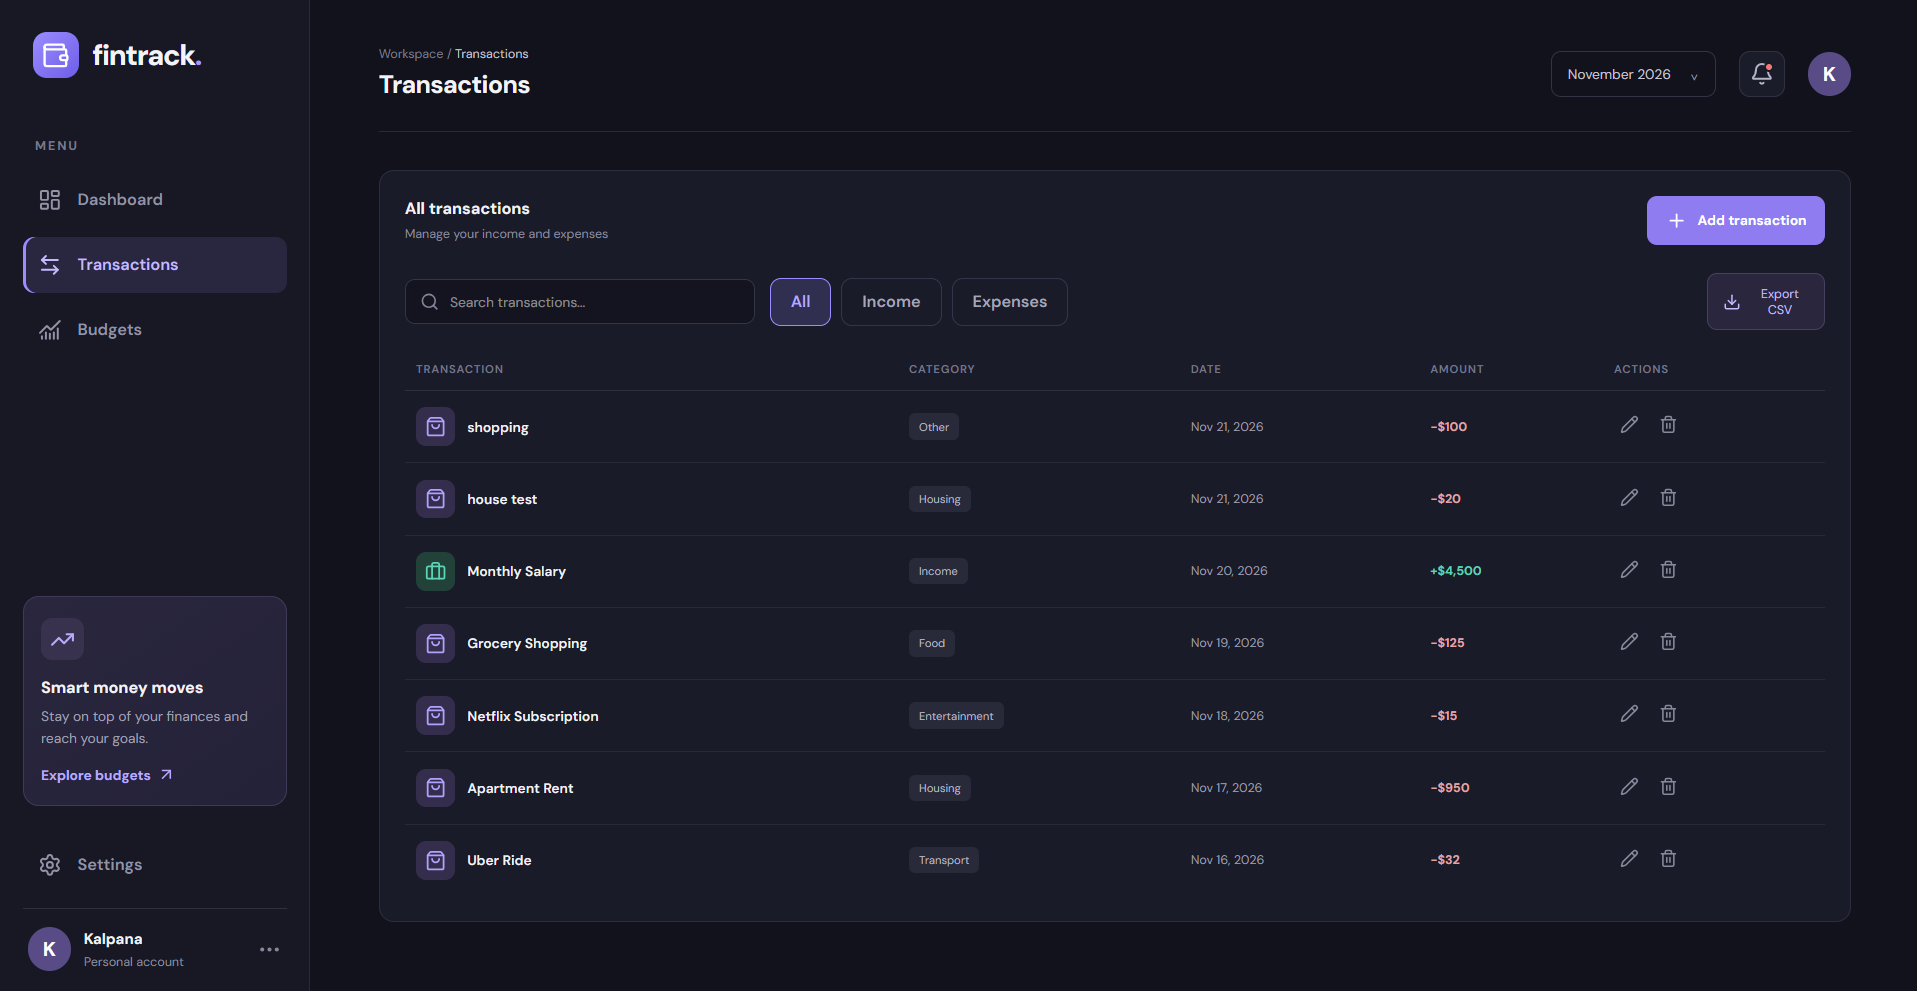 fintrack.
MENU
Dashboard
Transactions
Budgets
Smart money moves
Stay on top of your finances and
reach your goals.
Explore budgets
Settings
K
Kalpana
Personal account
Workspace / Transactions
Transactions
November 2026
K
All transactions
Manage your income and expenses
Add transaction
Search transactions...
All
Income
Expenses
Export
CSV
TRANSACTION CATEGORY DATE AMOUNT ACTIONS
shopping Other Nov 21, 2026 -$100
house test Housing Nov 21, 2026 -$20
Monthly Salary Income Nov 20, 2026 +$4,500
Grocery Shopping Food Nov 19, 2026 -$125
Netflix Subscription Entertainment Nov 18, 2026 -$15
Apartment Rent Housing Nov 17, 2026 -$950
Uber Ride Transport Nov 16, 2026 -$32